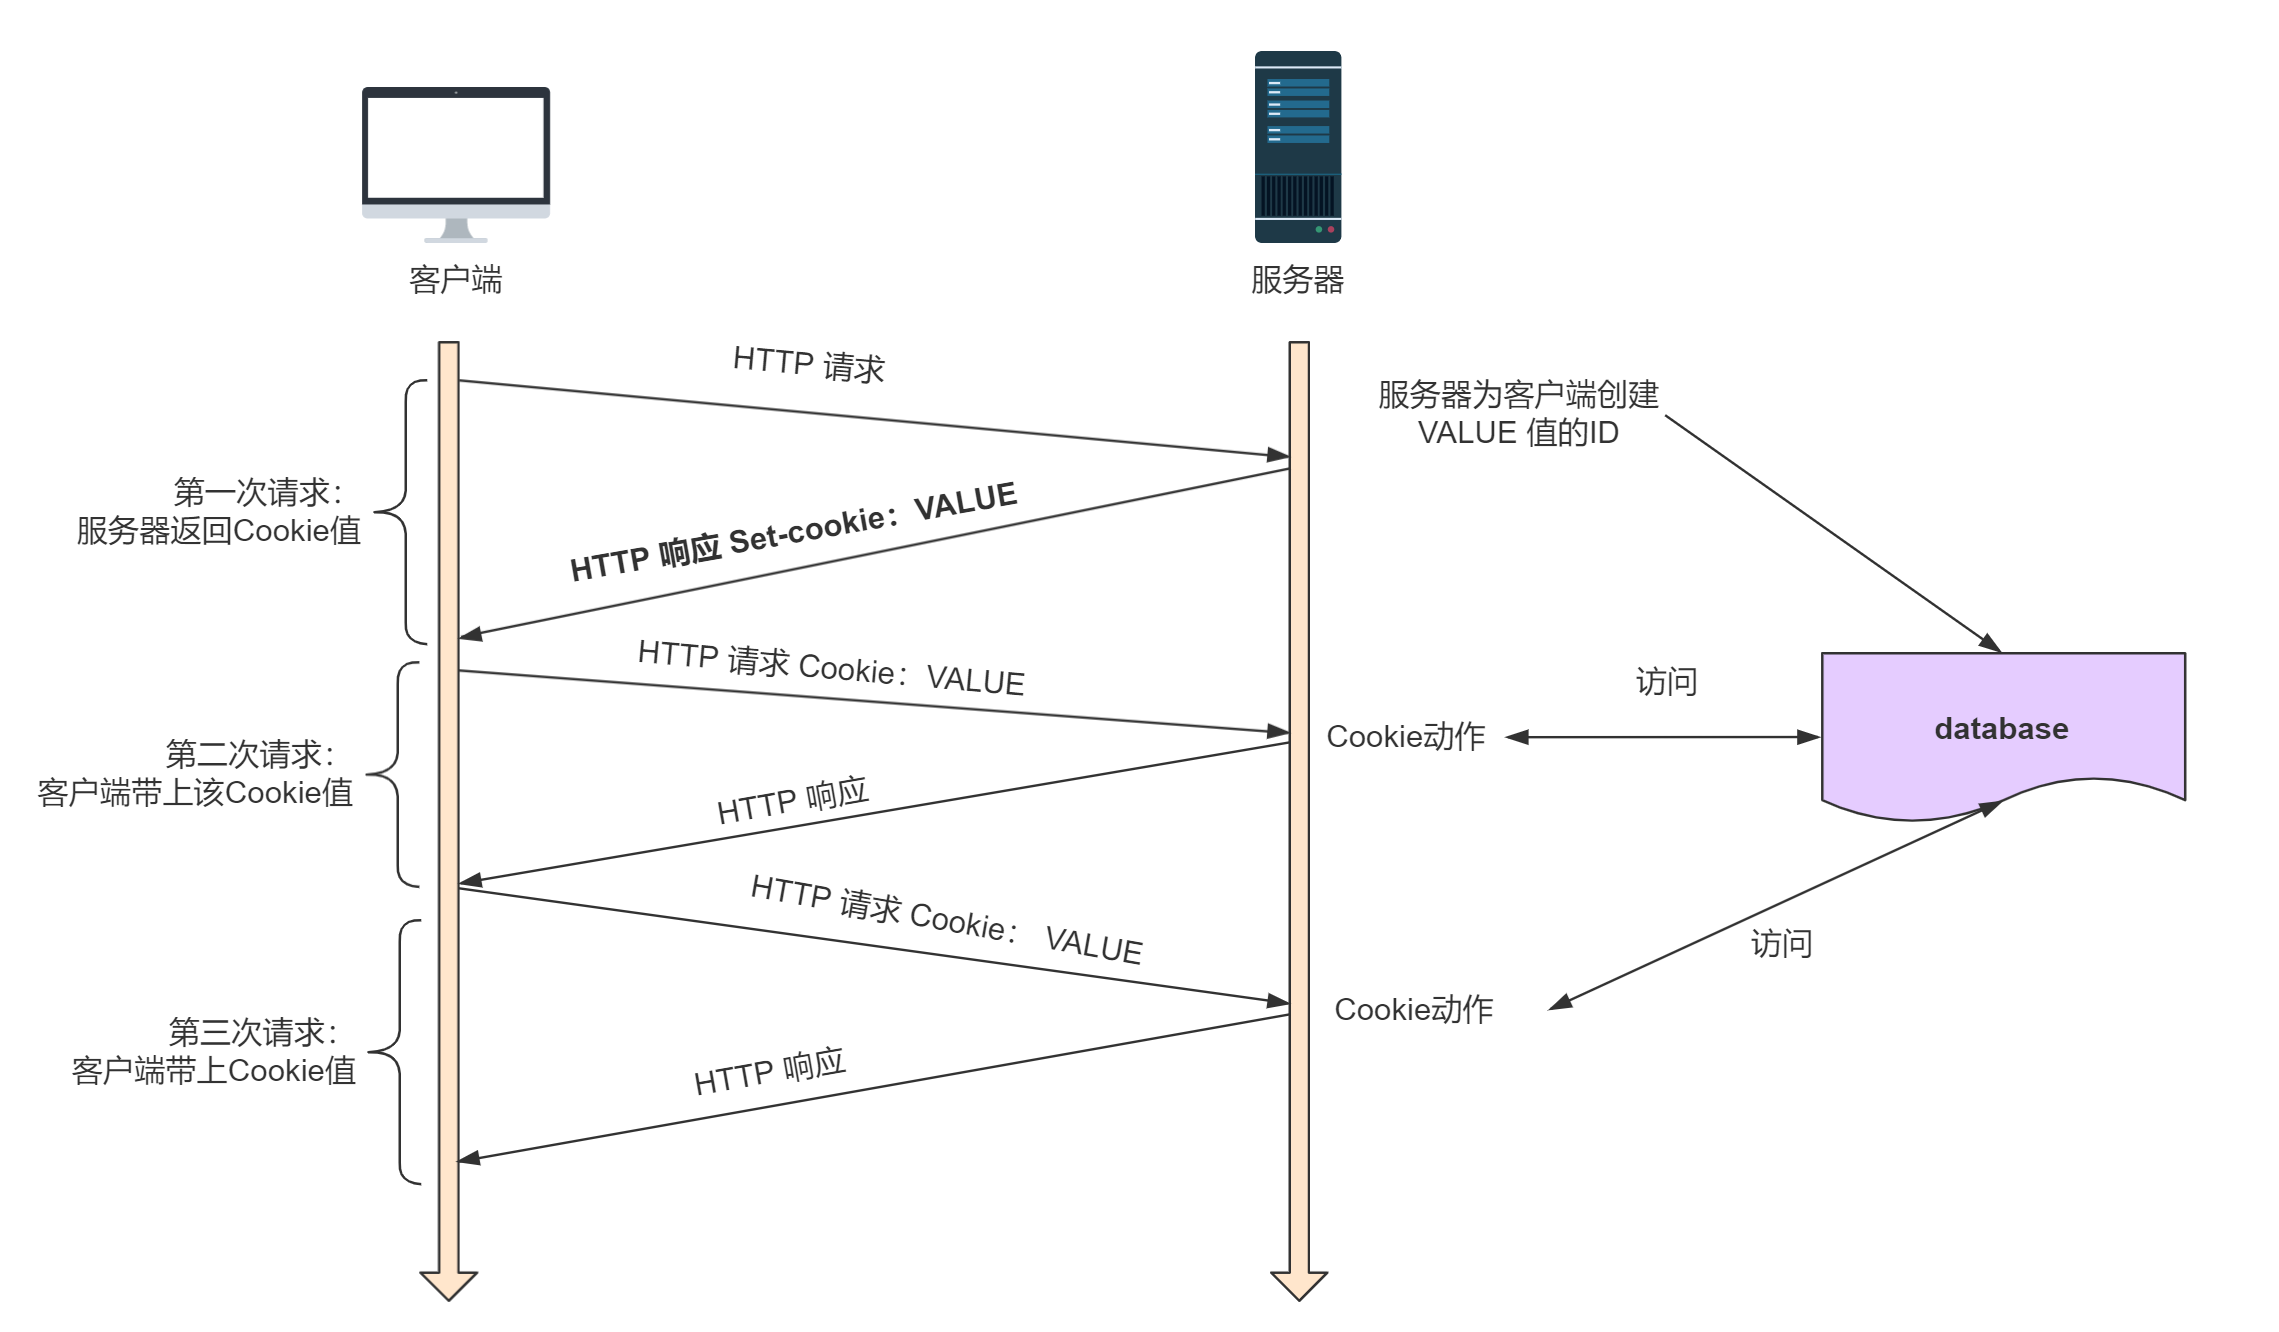 客户端
服务器
HTTP 请求
服务器为客户端创建
VALUE 值的ID
第一次请求：
服务器返回Cookie值
HTTP 响应 Set-cookie：VALUE
HTTP 请求 Cookie：VALUE
访问
Cookie动作
database
第二次请求：
客户端带上该Cookie值
HTTP 响应
HTTP 请求 Cookie： VALUE
访问
Cookie动作
第三次请求：
客户端带上Cookie值
HTTP 响应